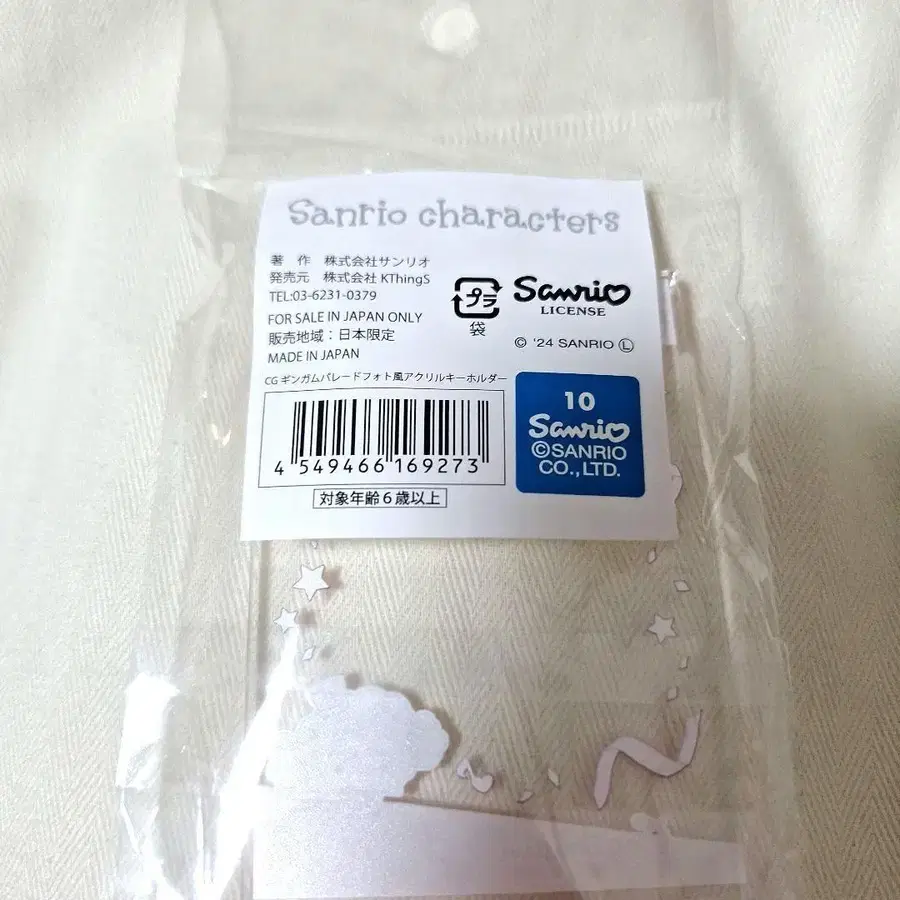 Sanrio characters
著　作　株式会社サンリオ
発売元　株式会社 KThingS
TEL:03-6231-0379
FOR SALE IN JAPAN ONLY
販売地域：日本限定
MADE IN JAPAN
プラ
袋
Sanrio
LICENSE
© '24 SANRIO Ⓛ
CG ギンガムパレードフォト風アクリルキーホルダー
4 549466 169273
対象年齢６歳以上
10
Sanrio
©SANRIO
CO.,LTD.